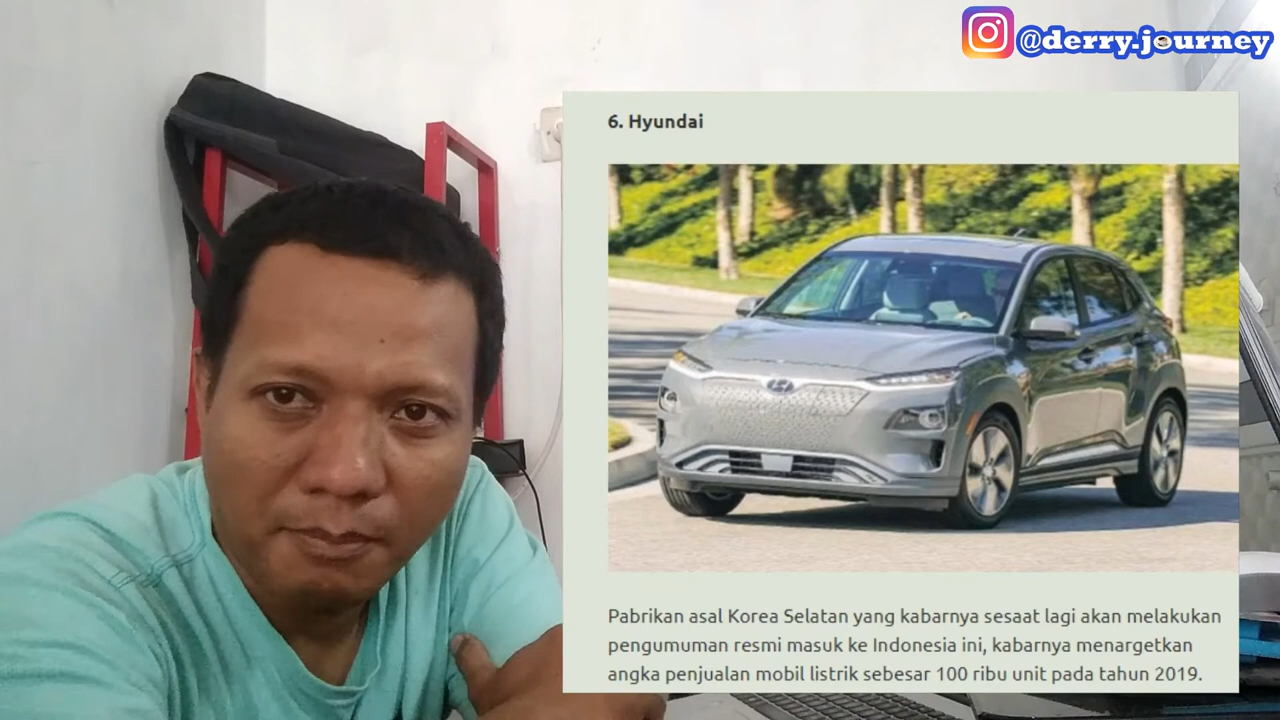 @derry.journey
6. Hyundai
Pabrikan asal Korea Selatan yang kabarnya sesaat lagi akan melakukan
pengumuman resmi masuk ke Indonesia ini, kabarnya menargetkan
angka penjualan mobil listrik sebesar 100 ribu unit pada tahun 2019.